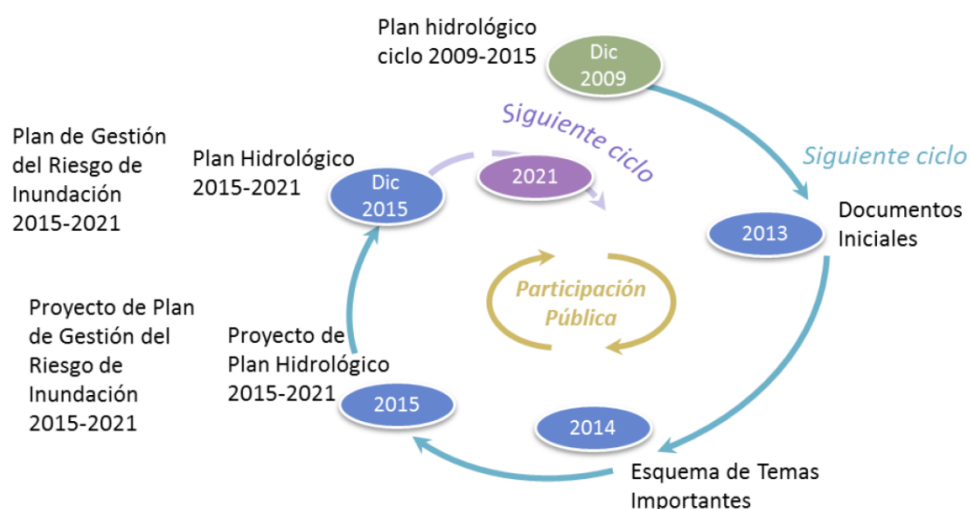 Plan hidrológico
ciclo 2009-2015
Dic
2009
Siguiente ciclo
Documentos
Iniciales
2013
2014
Esquema de Temas
Importantes
2015
Proyecto de
Plan Hidrológico
2015-2021
Proyecto de Plan
de Gestión del
Riesgo de
Inundación
2015-2021
Dic
2015
Plan Hidrológico
2015-2021
Plan de Gestión
del Riesgo de
Inundación
2015-2021
Siguiente ciclo
2021
Participación
Pública